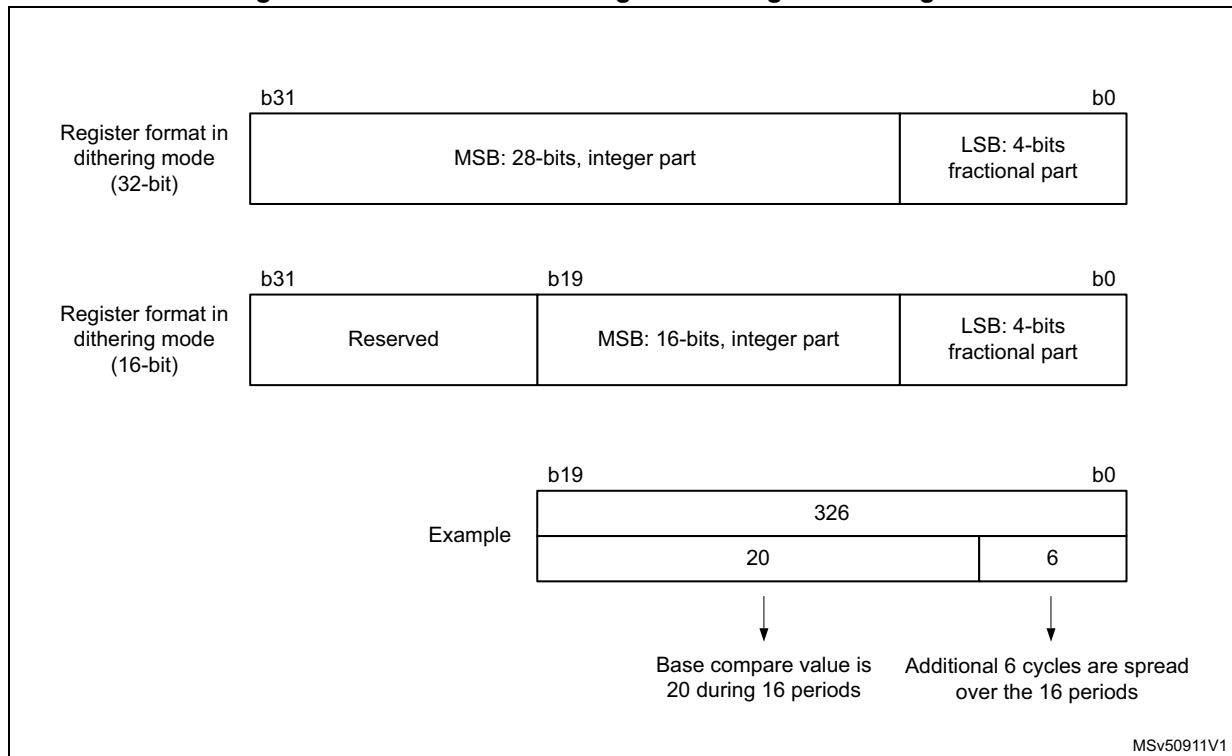 b31 b0
Register format in
dithering mode
(32-bit)
MSB: 28-bits, integer part
LSB: 4-bits
fractional part
b31 b19 b0
Register format in
dithering mode
(16-bit)
Reserved
MSB: 16-bits, integer part
LSB: 4-bits
fractional part
b19 b0
Example
326
20 6
Base compare value is
20 during 16 periods
Additional 6 cycles are spread
over the 16 periods
MSv50911V1